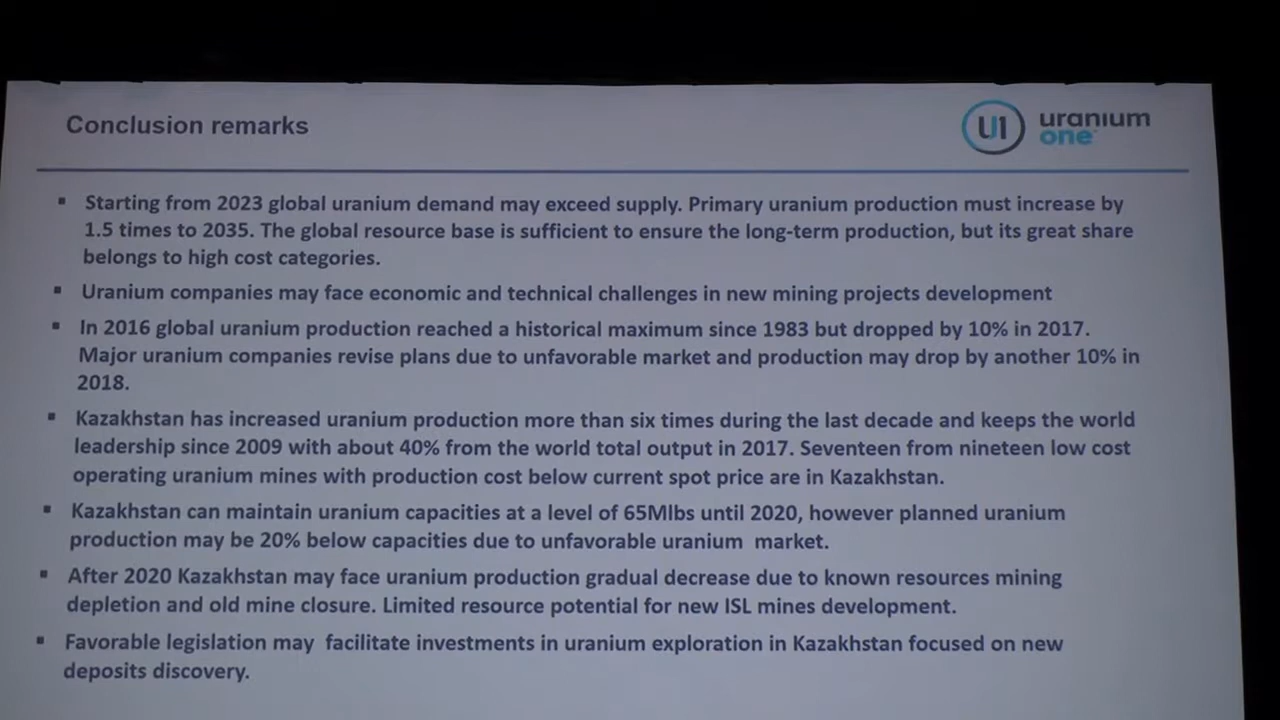 Conclusion remarks
U1 uranium
one™
▪ Starting from 2023 global uranium demand may exceed supply. Primary uranium production must increase by
1.5 times to 2035. The global resource base is sufficient to ensure the long-term production, but its great share
belongs to high cost categories.
▪ Uranium companies may face economic and technical challenges in new mining projects development
▪ In 2016 global uranium production reached a historical maximum since 1983 but dropped by 10% in 2017.
Major uranium companies revise plans due to unfavorable market and production may drop by another 10% in
2018.
▪ Kazakhstan has increased uranium production more than six times during the last decade and keeps the world
leadership since 2009 with about 40% from the world total output in 2017. Seventeen from nineteen low cost
operating uranium mines with production cost below current spot price are in Kazakhstan.
▪ Kazakhstan can maintain uranium capacities at a level of 65Mlbs until 2020, however planned uranium
production may be 20% below capacities due to unfavorable uranium market.
▪ After 2020 Kazakhstan may face uranium production gradual decrease due to known resources mining
depletion and old mine closure. Limited resource potential for new ISL mines development.
▪ Favorable legislation may facilitate investments in uranium exploration in Kazakhstan focused on new
deposits discovery.